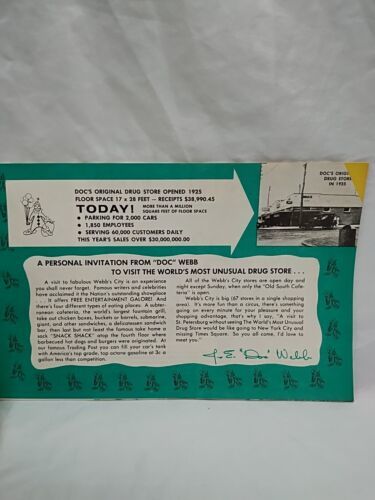 DOC'S ORIGINAL DRUG STORE OPENED 1925
FLOOR SPACE 17 x 28 FEET — RECEIPTS $38,990.45
TODAY! MORE THAN A MILLION
SQUARE FEET OF FLOOR SPACE
• PARKING FOR 2,000 CARS
• 1,850 EMPLOYEES
• SERVING 60,000 CUSTOMERS DAILY
THIS YEAR'S SALES OVER $30,000,000.00
DOC'S ORIGINAL
DRUG STORE
IN 1925
A PERSONAL INVITATION FROM "DOC" WEBB
TO VISIT THE WORLD'S MOST UNUSUAL DRUG STORE . . .
A visit to fabulous Webb's City is an experience
you shall never forget. Famous writers and celebrities
have acclaimed it the Nation's outstanding showplace
. . . It offers FREE ENTERTAINMENT GALORE! And
there's four different types of eating places. A subter-
ranean cafeteria, the world's largest fountain grill,
take out chicken boxes, buckets or barrels, submarine,
giant, and other sandwiches, a delicatessen sandwich
bar, then last but not least the famous take home a
sack "SNACK SHACK" atop the fourth floor where
barbecued hot dogs and burgers were originated. At
our famous Trading Post you can fill your car's tank
with America's top grade, top octane gasoline at 3c a
gallon less than competition.
All of the Webb's City stores are open day and
night except Sunday, when only the "Old South Cafe-
teria" is open.
Webb's City is big (67 stores in a single shopping
area). It's more fun than a circus, there's something
going on every minute for your pleasure and your
shopping advantage, that's why I say, "A visit to
St. Petersburg without seeing The World's Most Unusual
Drug Store would be like going to New York City and
missing Times Square. So you all come, I'd love to
meet you."
J. E. "Doc" Webb